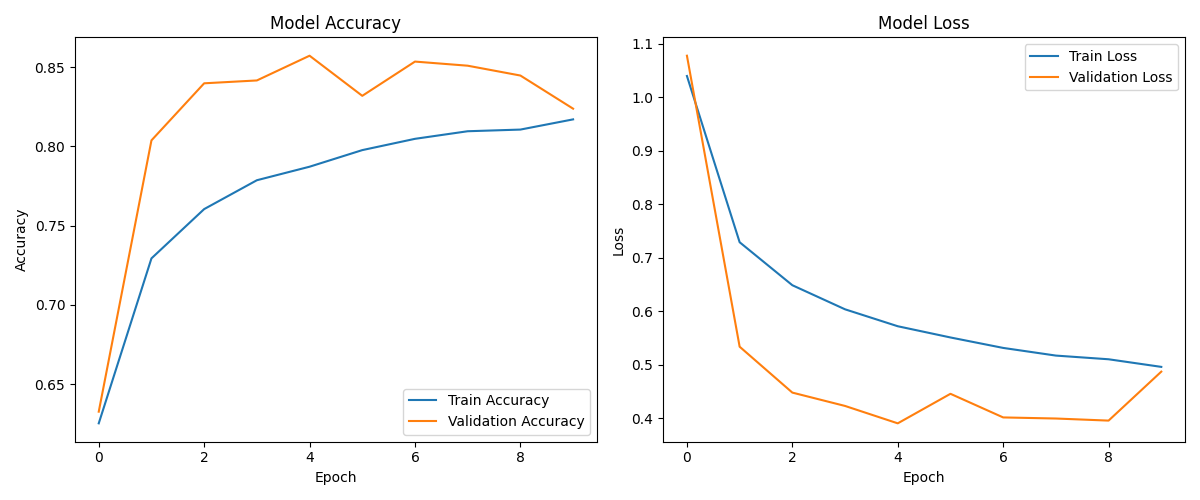 Model Accuracy
Accuracy
0.85
0.80
0.75
0.70
0.65
0
2
4
6
8
Epoch
Train Accuracy
Validation Accuracy
Model Loss
Loss
1.1
1.0
0.9
0.8
0.7
0.6
0.5
0.4
0
2
4
6
8
Epoch
Train Loss
Validation Loss